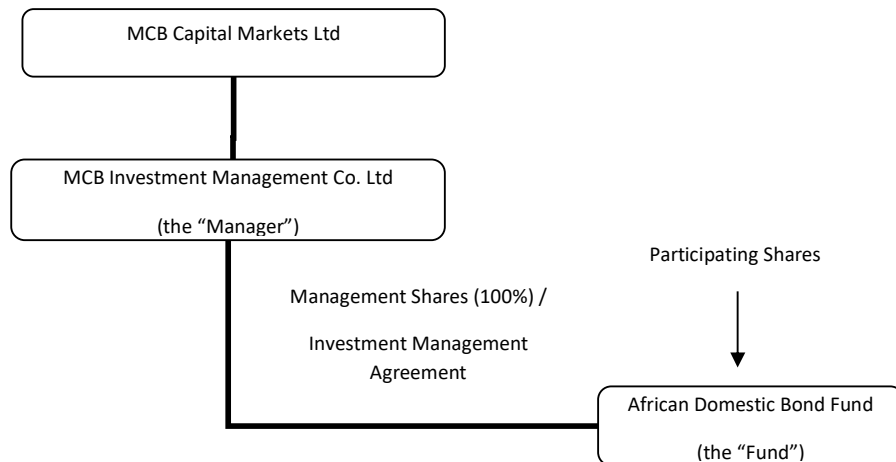 MCB Capital Markets Ltd
MCB Investment Management Co. Ltd
(the “Manager”)
Participating Shares
Management Shares (100%) /
Investment Management
Agreement
African Domestic Bond Fund
(the “Fund”)